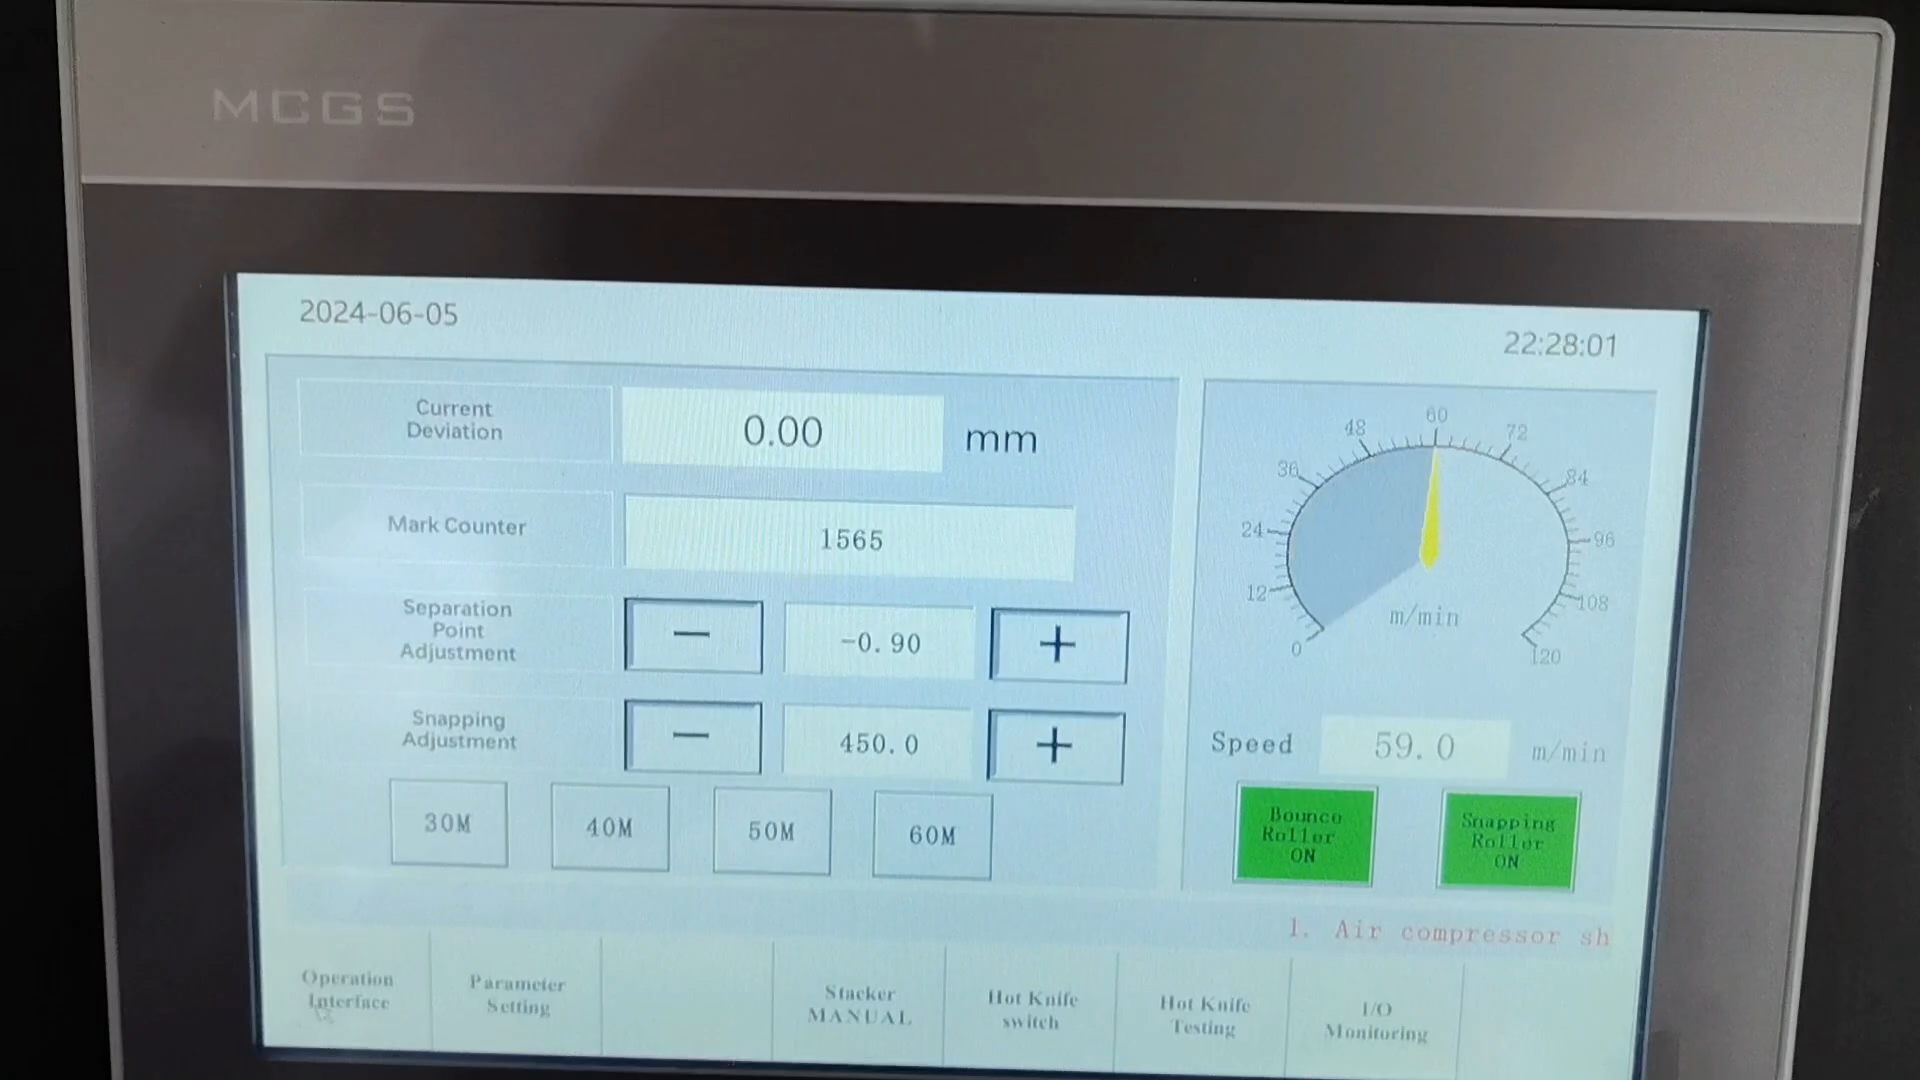 MCGS
2024-06-05
22:28:01
Current
Deviation
0.00
mm
Mark Counter
1565
Separation
Point
Adjustment
−
-0.90
+
Snapping
Adjustment
−
450.0
+
30M
40M
50M
60M
0
12
24
36
48
60
72
84
96
108
120
m/min
Speed
59.0
m/min
Bounce
Roller
ON
Snapping
Roller
ON
1. Air compressor sh
Operation
Interface
Parameter
Setting
Stacker
MANUAL
Hot Knife
switch
Hot Knife
Testing
I/O
Monitoring